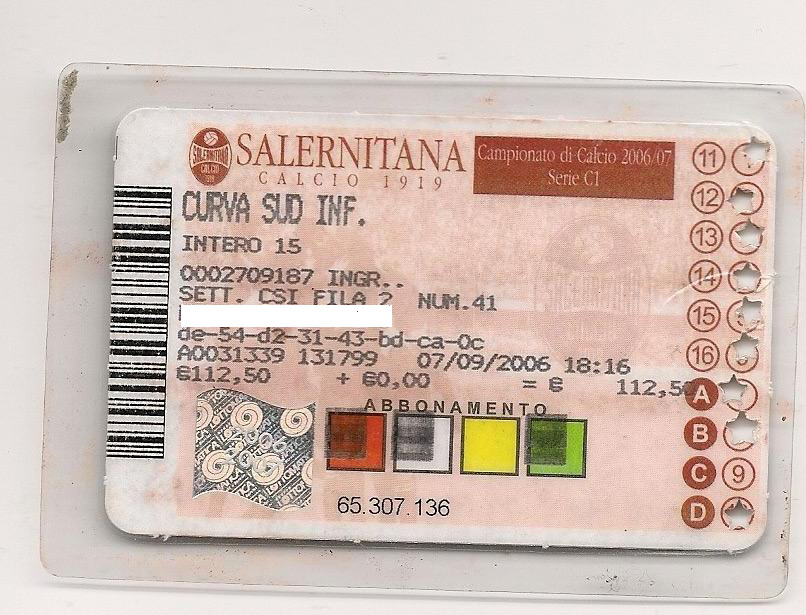 SALERNITANA
CALCIO 1919
Campionato di Calcio 2006/07
Serie C1
CURVA SUD INF.
INTERO 15
0002709187 INGR..
SETT. CSI FILA 2 NUM.41
de-54-d2-31-43-bd-ca-0c
A0031339 131799 07/09/2006 18:16
€112,50 + €0,00 = € 112,50
ABBONAMENTO
65.307.136
11
12
13
14
15
16
A
B
C 9
D